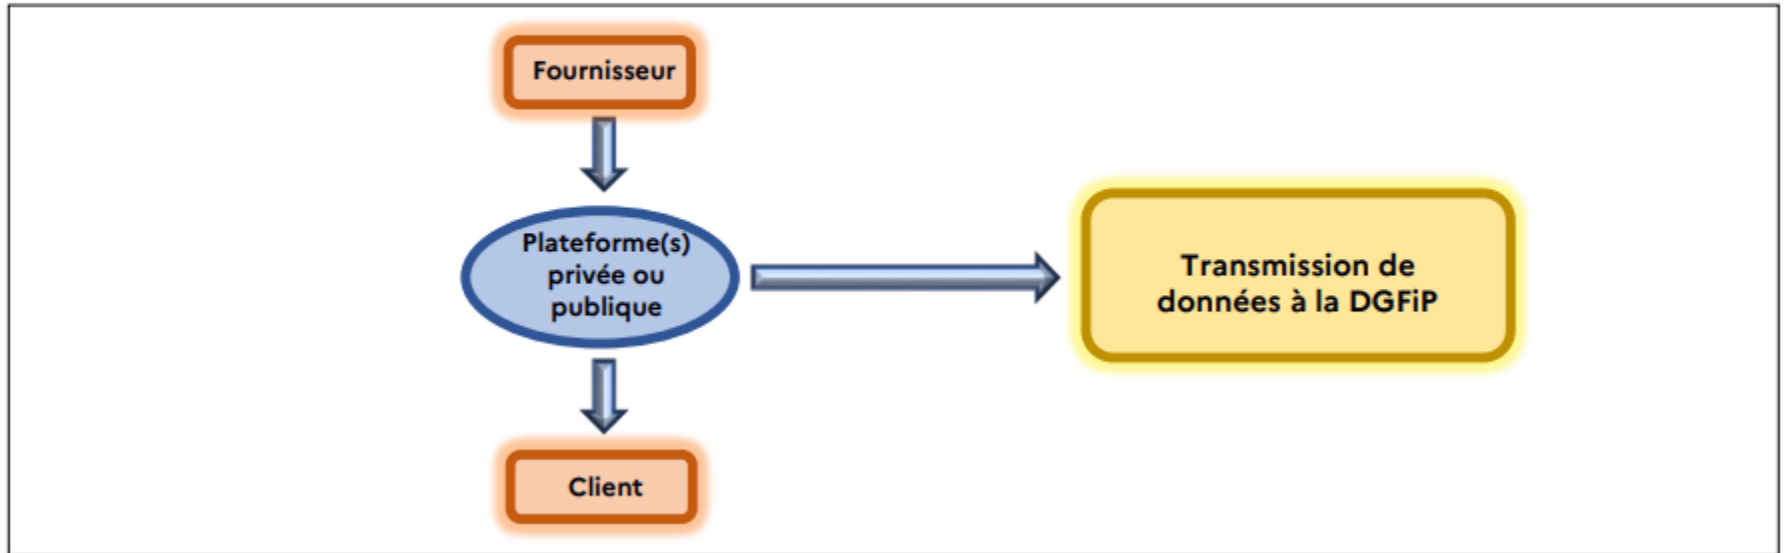 Fournisseur
Plateforme(s)
privée ou
publique
Transmission de
données à la DGFiP
Client